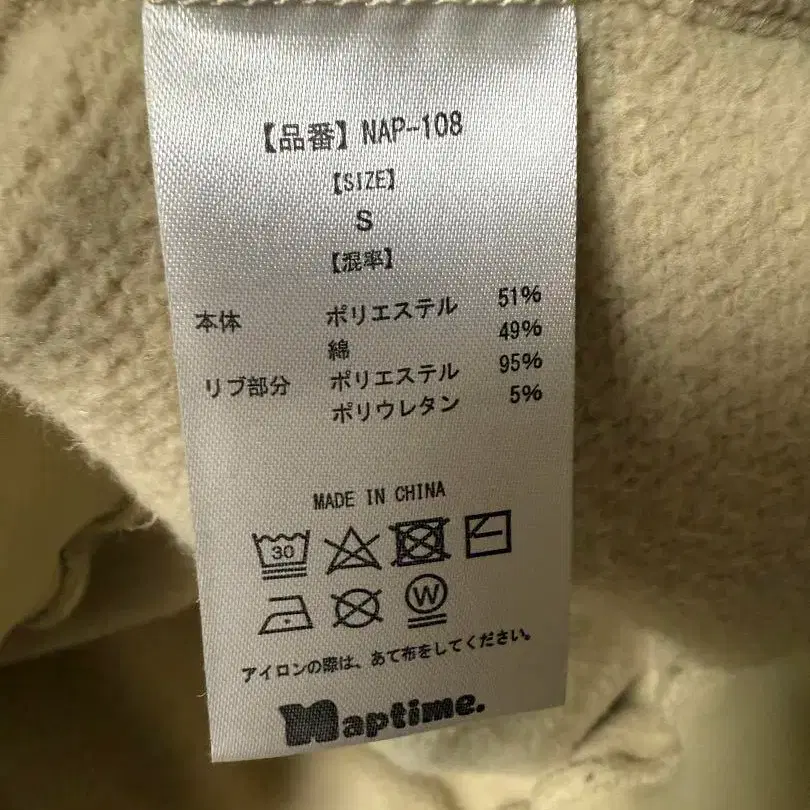 【品番】NAP-108
【SIZE】
S
【混率】
本体 ポリエステル 51%
綿 49%
リブ部分 ポリエステル 95%
ポリウレタン 5%
MADE IN CHINA
30
W
アイロンの際は、あて布をしてください。
Naptime.